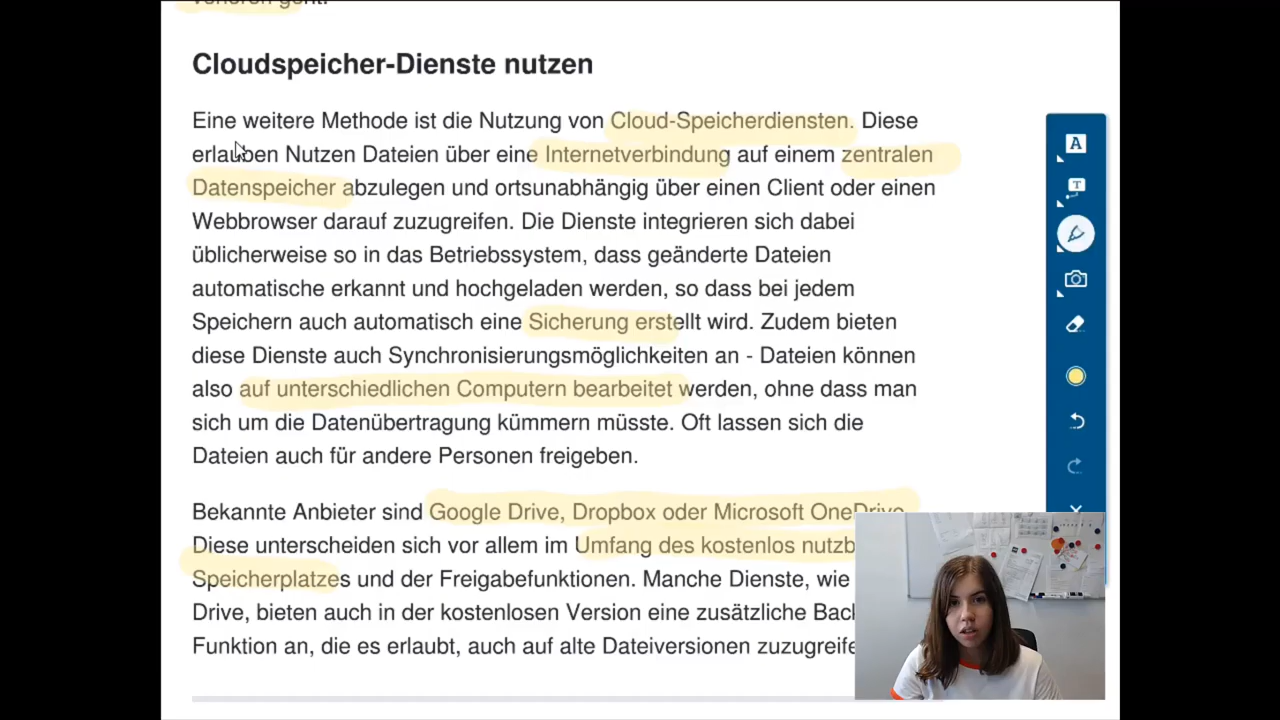 Cloudspeicher-Dienste nutzen
Eine weitere Methode ist die Nutzung von Cloud-Speicherdiensten. Diese
erlauben Nutzen Dateien über eine Internetverbindung auf einem zentralen
Datenspeicher abzulegen und ortsunabhängig über einen Client oder einen
Webbrowser darauf zuzugreifen. Die Dienste integrieren sich dabei
üblicherweise so in das Betriebssystem, dass geänderte Dateien
automatische erkannt und hochgeladen werden, so dass bei jedem
Speichern auch automatisch eine Sicherung erstellt wird. Zudem bieten
diese Dienste auch Synchronisierungsmöglichkeiten an - Dateien können
also auf unterschiedlichen Computern bearbeitet werden, ohne dass man
sich um die Datenübertragung kümmern müsste. Oft lassen sich die
Dateien auch für andere Personen freigeben.
Bekannte Anbieter sind Google Drive, Dropbox oder Microsoft OneDrive.
Diese unterscheiden sich vor allem im Umfang des kostenlos
Speicherplatzes und der Freigabefunktionen. Manche Dienste, wie
Drive, bieten auch in der kostenlosen Version eine zusätzliche
Funktion an, die es erlaubt, auch auf alte Dateiversionen
A
T